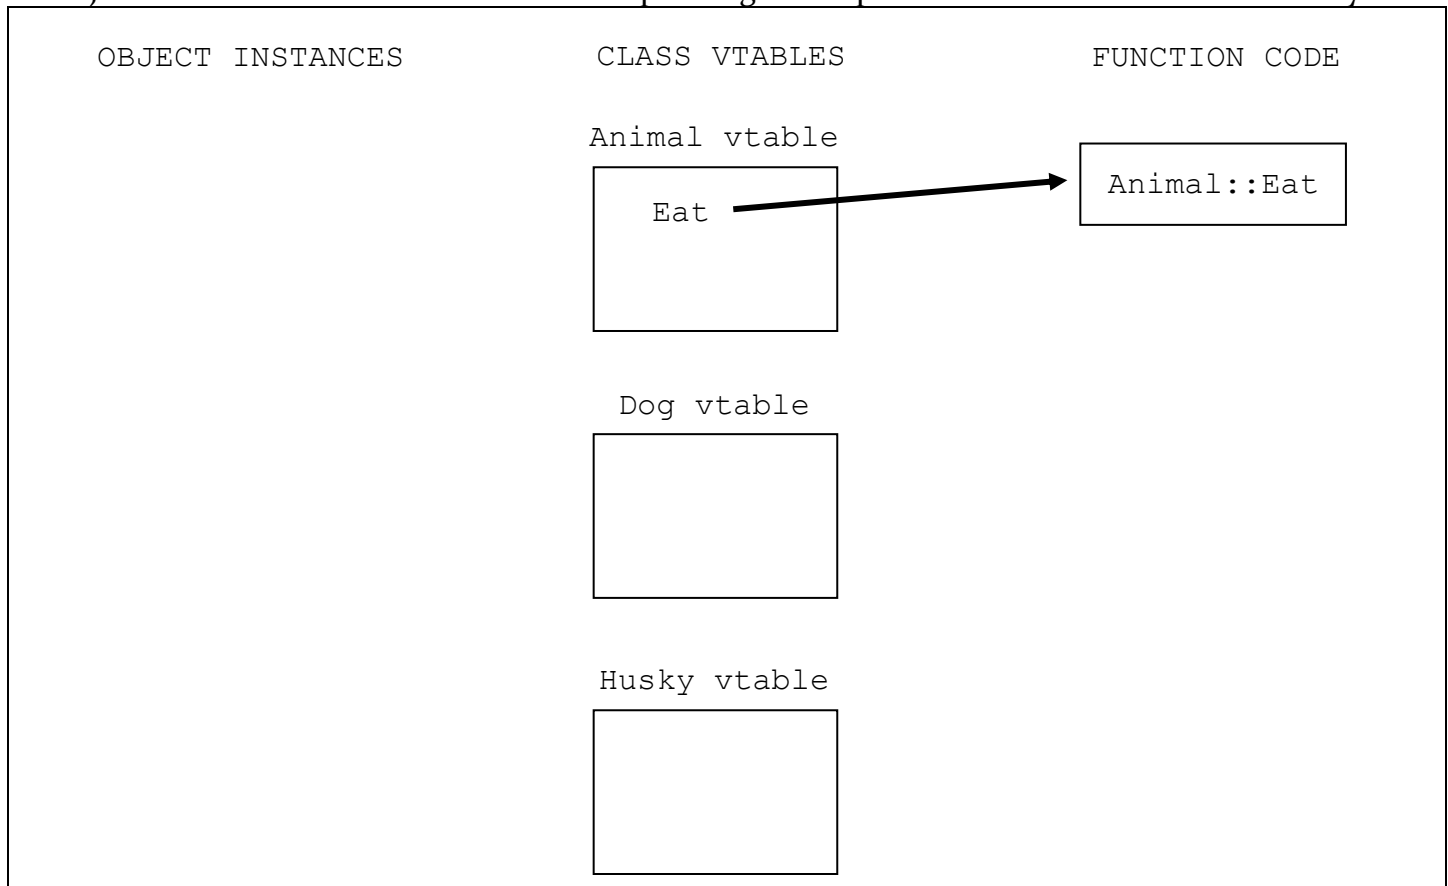 OBJECT INSTANCES
CLASS VTABLES
FUNCTION CODE
Animal vtable
Eat
Animal::Eat
Dog vtable
Husky vtable